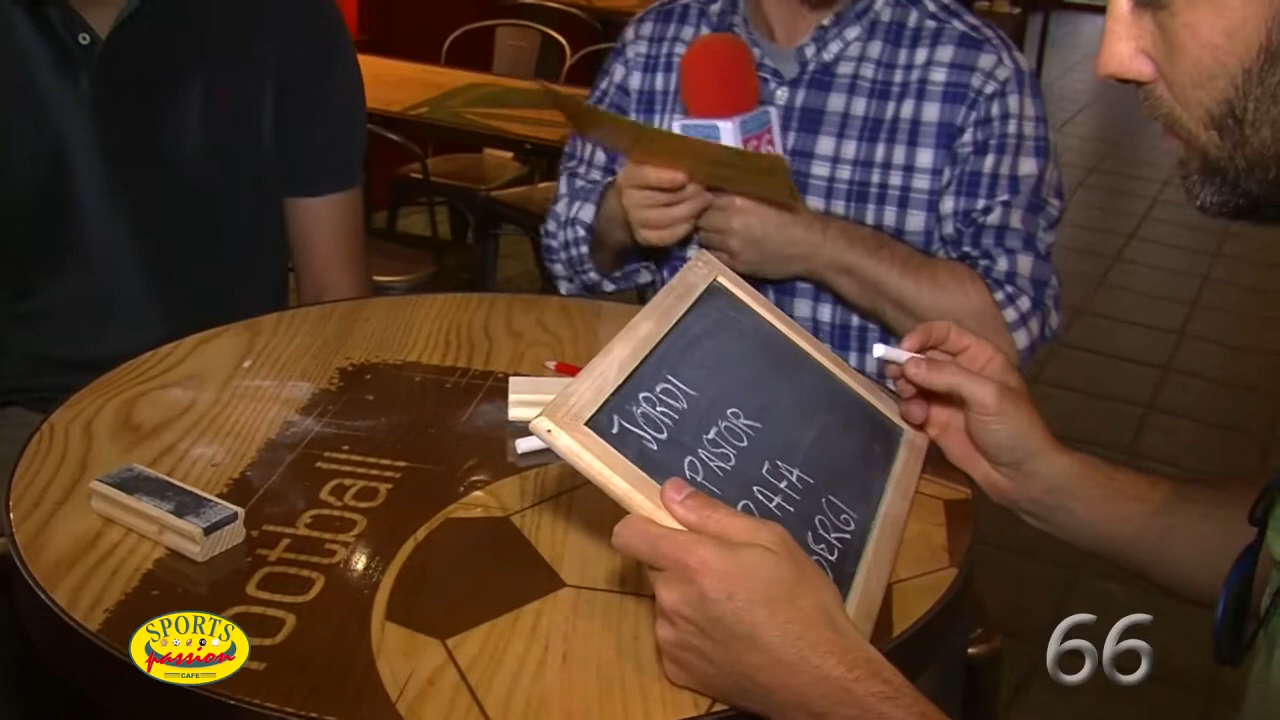 JORDI
PASTOR
RAFA
SERGI
football
SPORTS
passion
CAFE
66